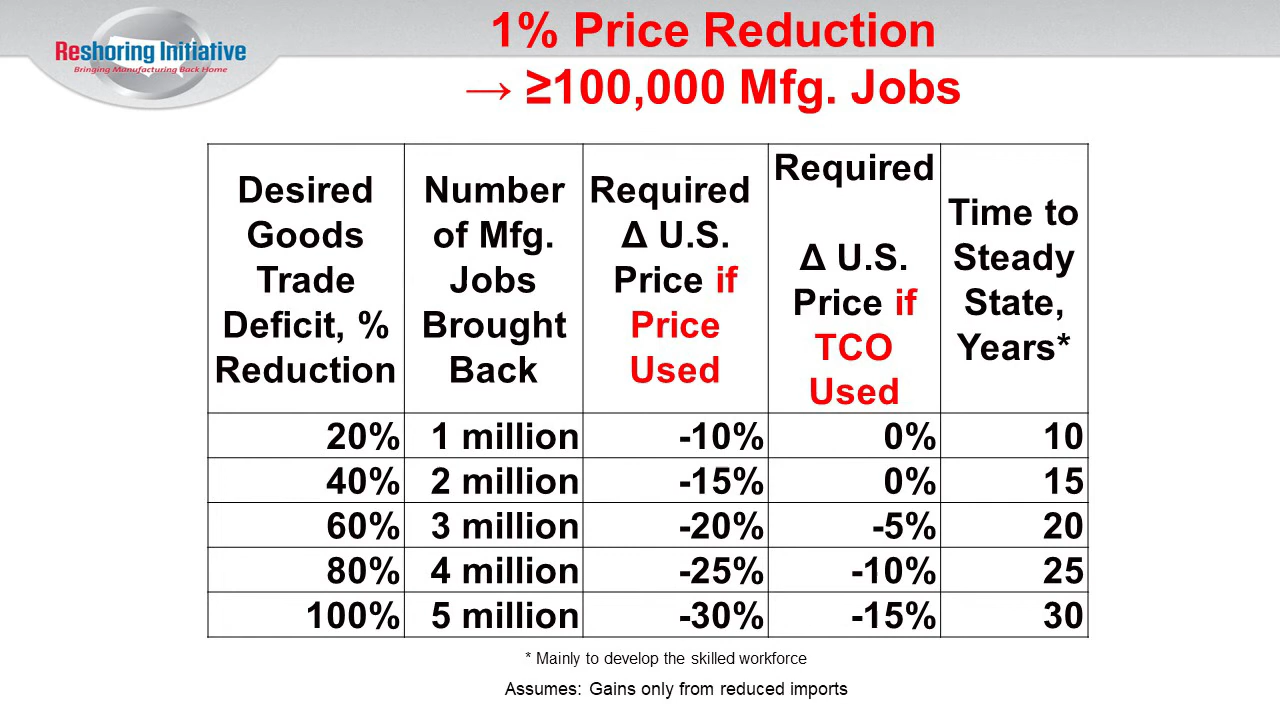 Reshoring Initiative
Bringing Manufacturing Back Home
1% Price Reduction
→ ≥100,000 Mfg. Jobs
Desired
Goods
Trade
Deficit, %
Reduction
Number
of Mfg.
Jobs
Brought
Back
Required
Δ U.S.
Price if
Price
Used
Required
Δ U.S.
Price if
TCO
Used
Time to
Steady
State,
Years*
20% 1 million -10% 0% 10
40% 2 million -15% 0% 15
60% 3 million -20% -5% 20
80% 4 million -25% -10% 25
100% 5 million -30% -15% 30
* Mainly to develop the skilled workforce
Assumes: Gains only from reduced imports